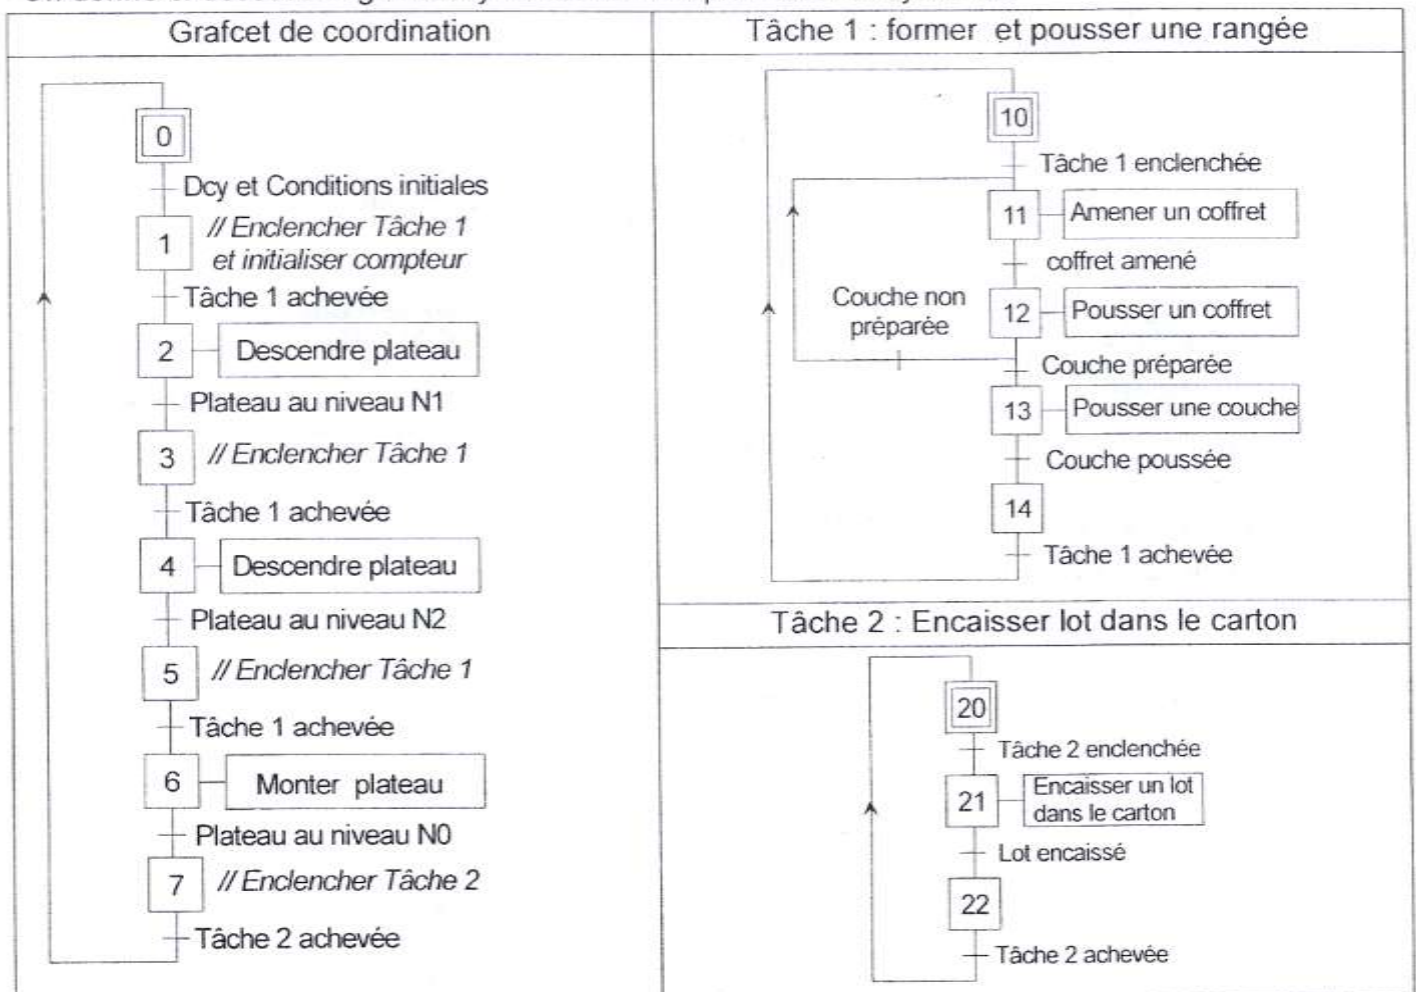 Grafcet de coordination
0
Dcy et Conditions initiales
1
// Enclencher Tâche 1
et initialiser compteur
Tâche 1 achevée
2
Descendre plateau
Plateau au niveau N1
3
// Enclencher Tâche 1
Tâche 1 achevée
4
Descendre plateau
Plateau au niveau N2
5
// Enclencher Tâche 1
Tâche 1 achevée
6
Monter plateau
Plateau au niveau N0
7
// Enclencher Tâche 2
Tâche 2 achevée
Tâche 1 : former et pousser une rangée
10
Tâche 1 enclenchée
11
Amener un coffret
coffret amené
Couche non
préparée
12
Pousser un coffret
Couche préparée
13
Pousser une couche
Couche poussée
14
Tâche 1 achevée
Tâche 2 : Encaisser lot dans le carton
20
Tâche 2 enclenchée
21
Encaisser un lot
dans le carton
Lot encaissé
22
Tâche 2 achevée